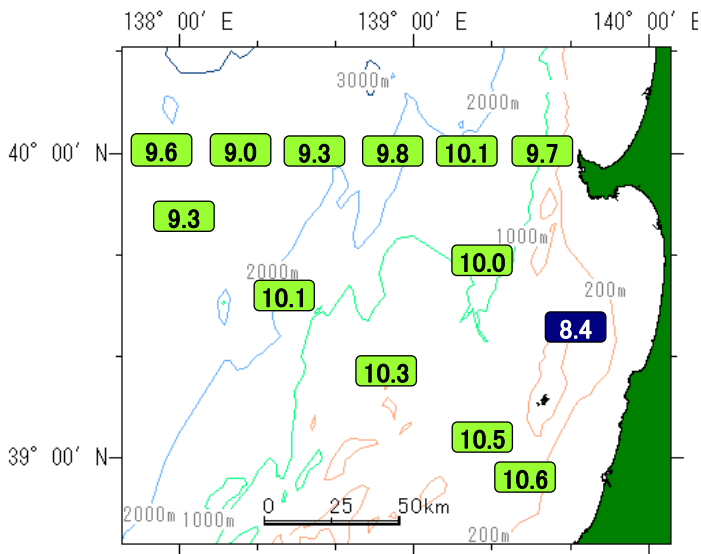 138° 00′ E 139° 00′ E 140° 00′ E
3000m
2000m
40° 00′ N
9.6 9.0 9.3 9.8 10.1 9.7
9.3
1000m
10.0
2000m
10.1
200m
8.4
10.3
10.5
39° 00′ N
10.6
0 25 50km
2000m 1000m
200m